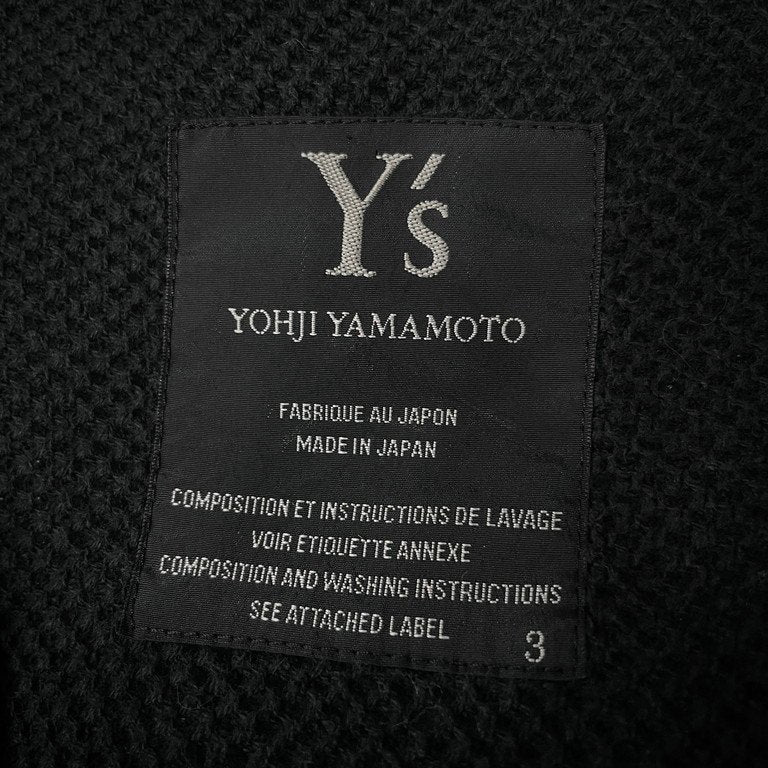 Y's
YOHJI YAMAMOTO
FABRIQUE AU JAPON
MADE IN JAPAN
COMPOSITION ET INSTRUCTIONS DE LAVAGE
VOIR ETIQUETTE ANNEXE
COMPOSITION AND WASHING INSTRUCTIONS
SEE ATTACHED LABEL
3